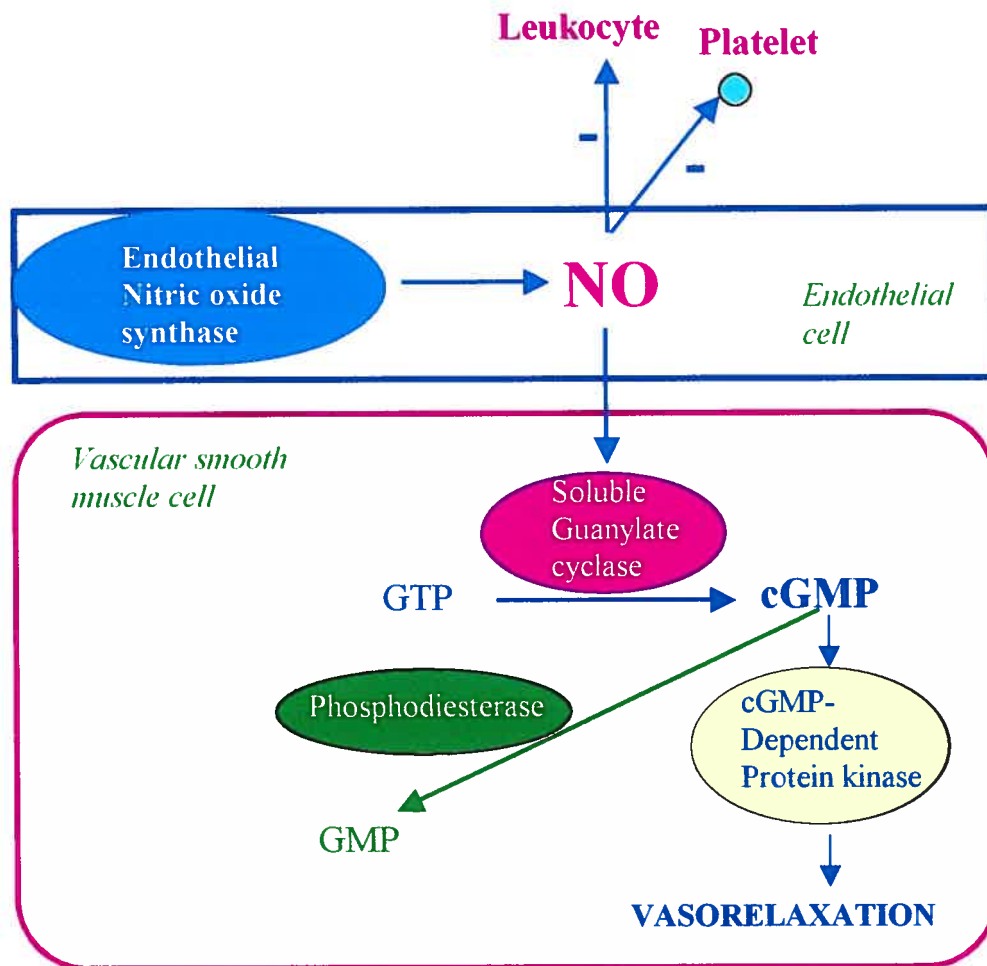 Leukocyte
Platelet
-
-
Endothelial
Nitric oxide
synthase
NO
Endothelial
cell
Vascular smooth
muscle cell
Soluble
Guanylate
cyclase
GTP
cGMP
Phosphodiesterase
cGMP-
Dependent
Protein kinase
GMP
VASORELAXATION